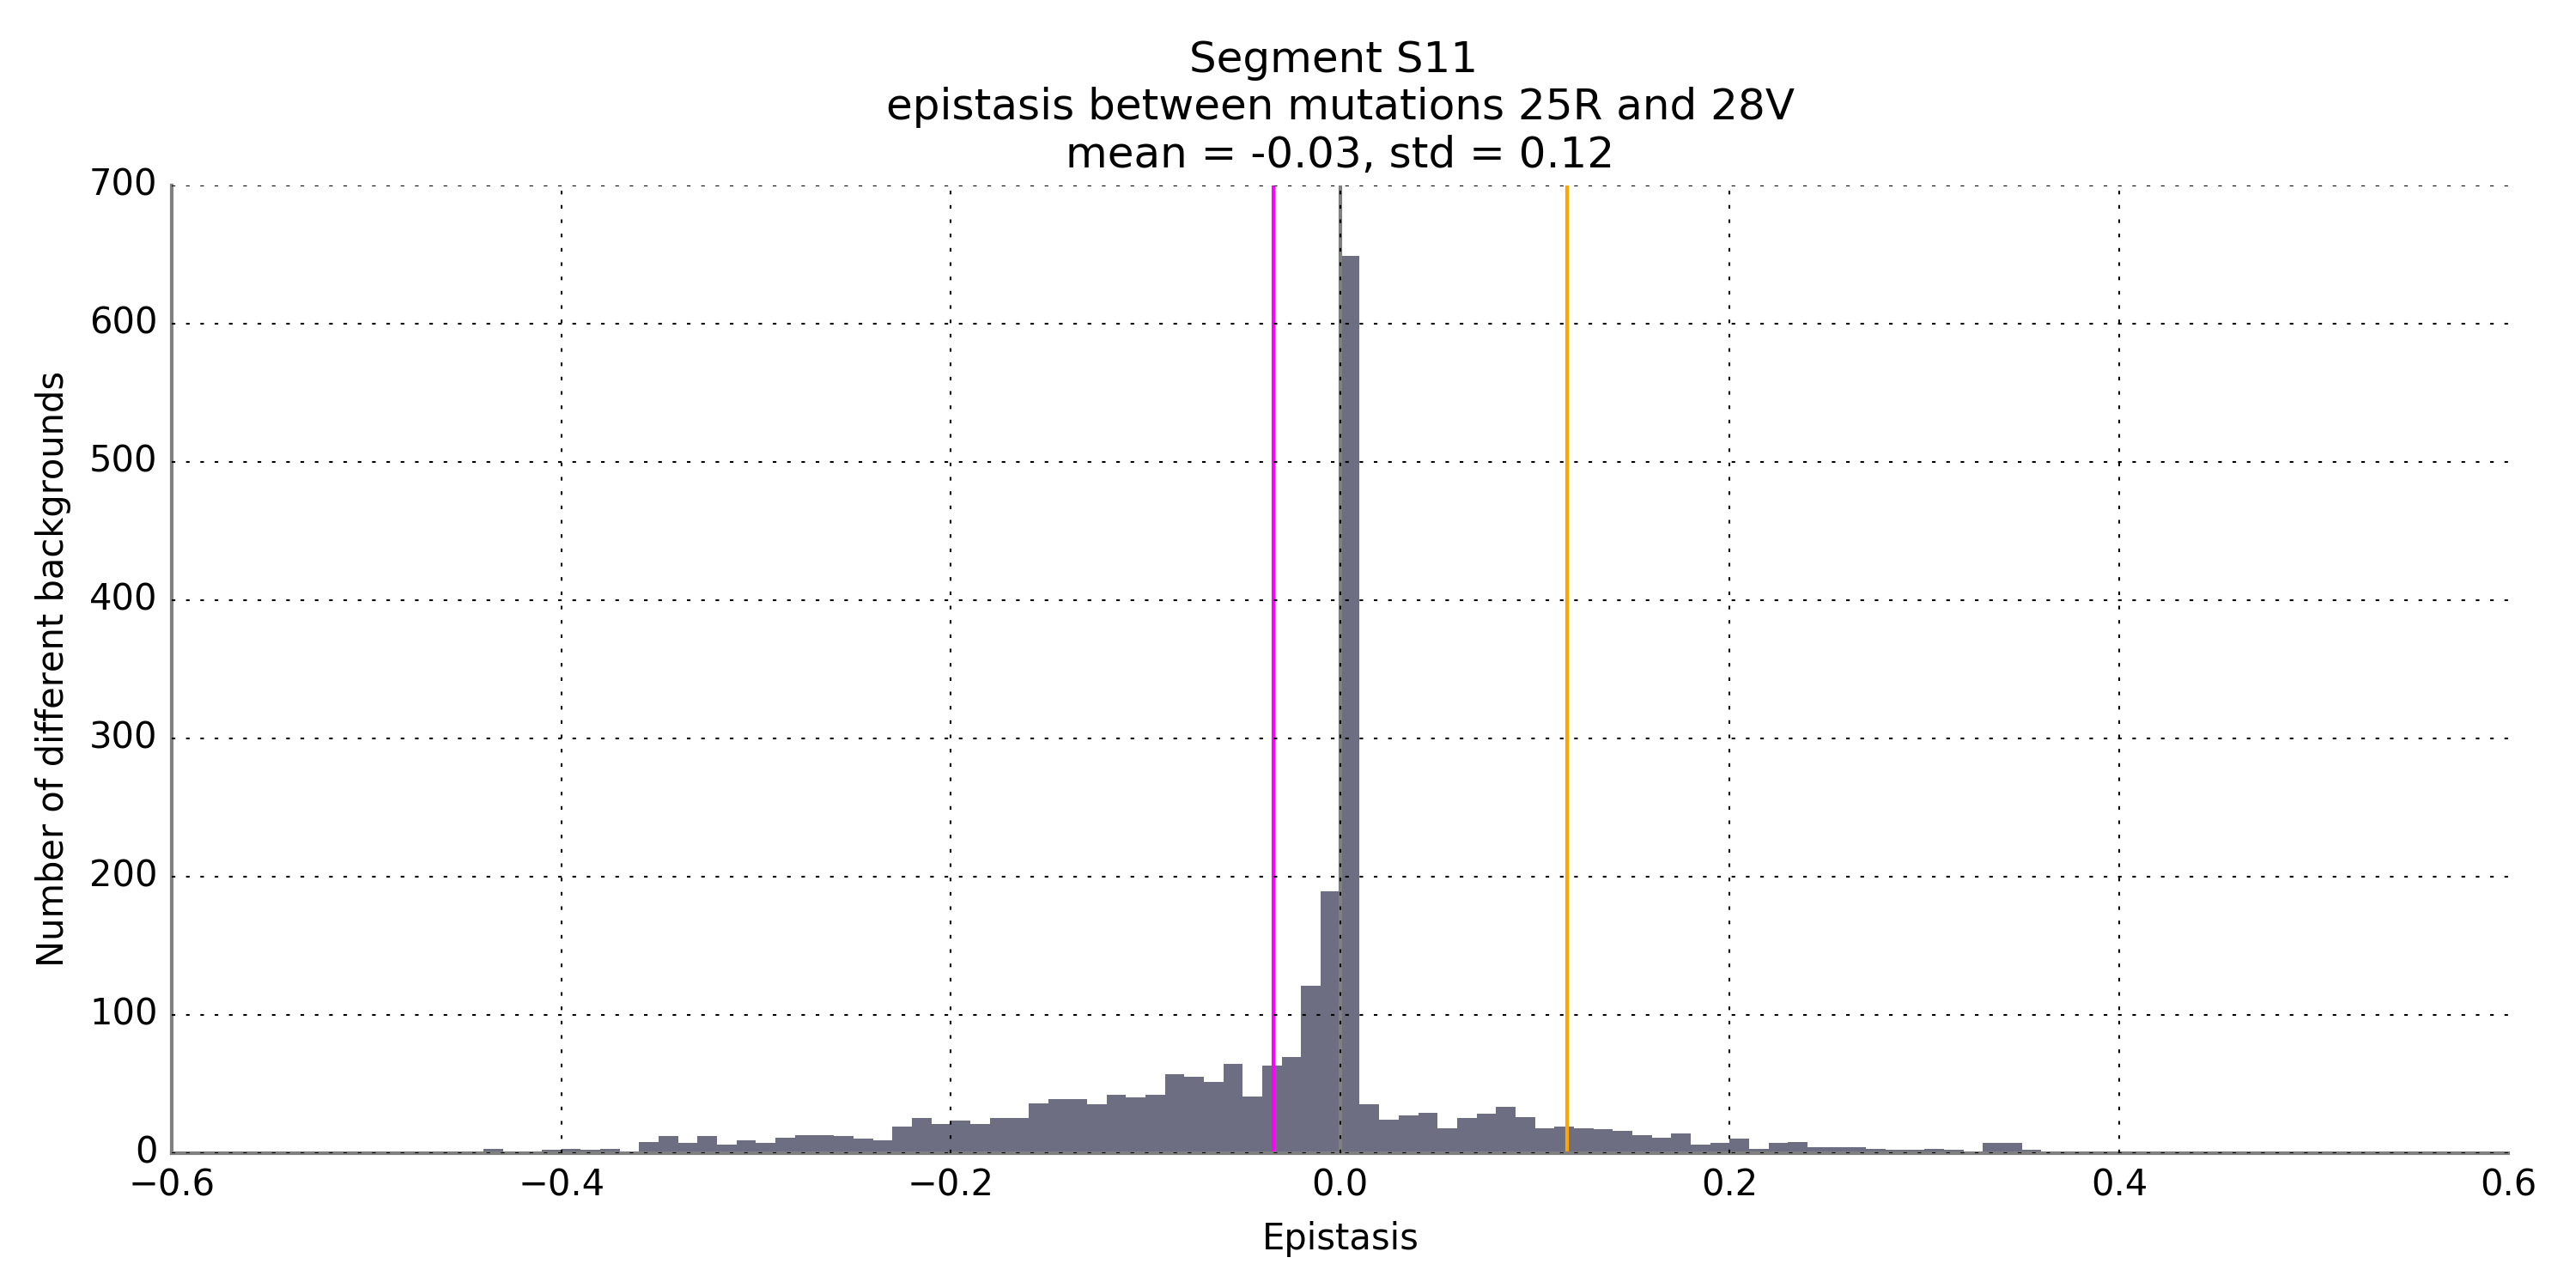 Segment S11
epistasis between mutations 25R and 28V
mean = -0.03, std = 0.12
700
600
500
400
300
200
100
0
Number of different backgrounds
−0.6 −0.4 −0.2 0.0 0.2 0.4 0.6
Epistasis